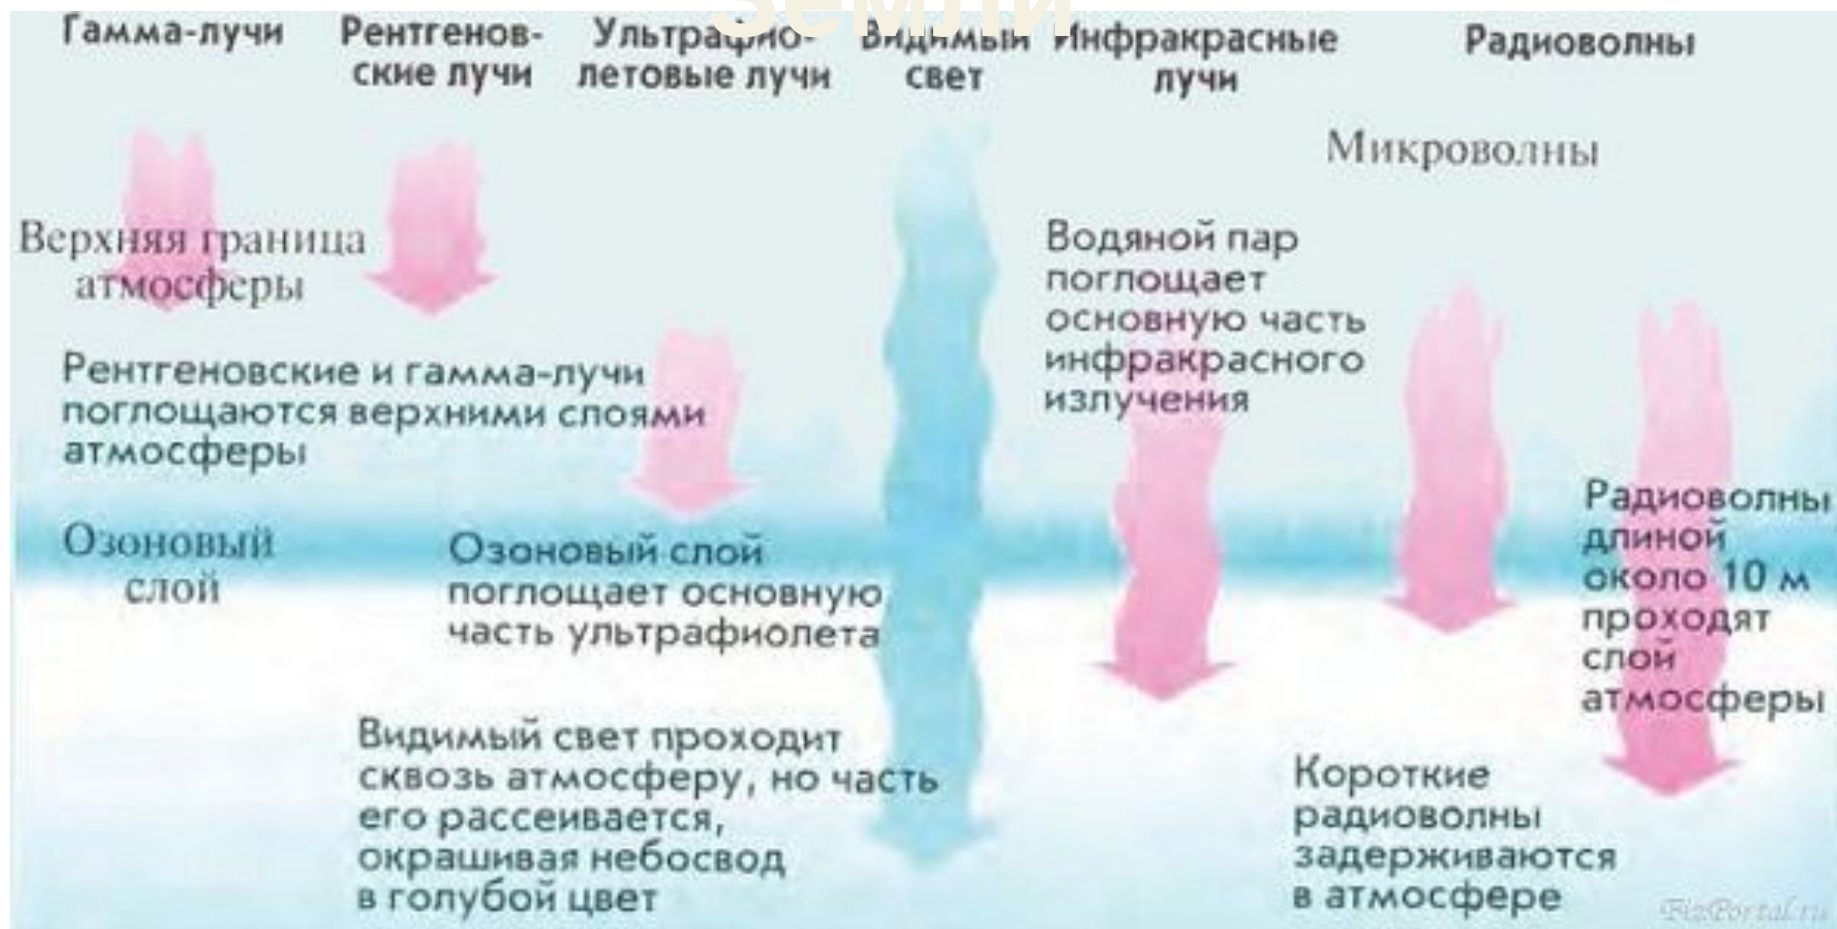 Земли
Гамма-лучи
Рентгенов-
ские лучи
Ультрафио-
летовые лучи
Видимый
свет
Инфракрасные
лучи
Радиоволны
Микроволны
Верхняя граница
атмосферы
Водяной пар
поглощает
основную часть
инфракрасного
излучения
Рентгеновские и гамма-лучи
поглощаются верхними слоями
атмосферы
Озоновый
слой
Озоновый слой
поглощает основную
часть ультрафиолета
Радиоволны
длиной
около 10 м
проходят
слой
атмосферы
Видимый свет проходит
сквозь атмосферу, но часть
его рассеивается,
окрашивая небосвод
в голубой цвет
Короткие
радиоволны
задерживаются
в атмосфере
FizPortal.ru